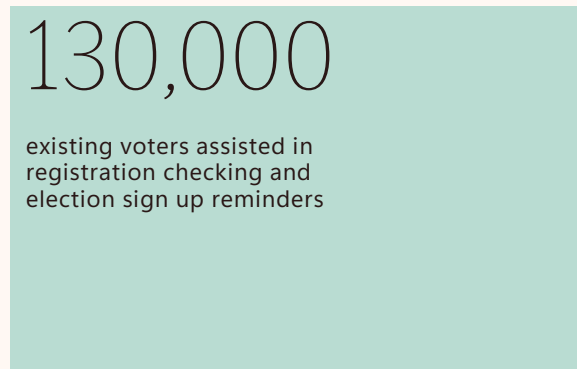 130,000
existing voters assisted in
registration checking and
election sign up reminders